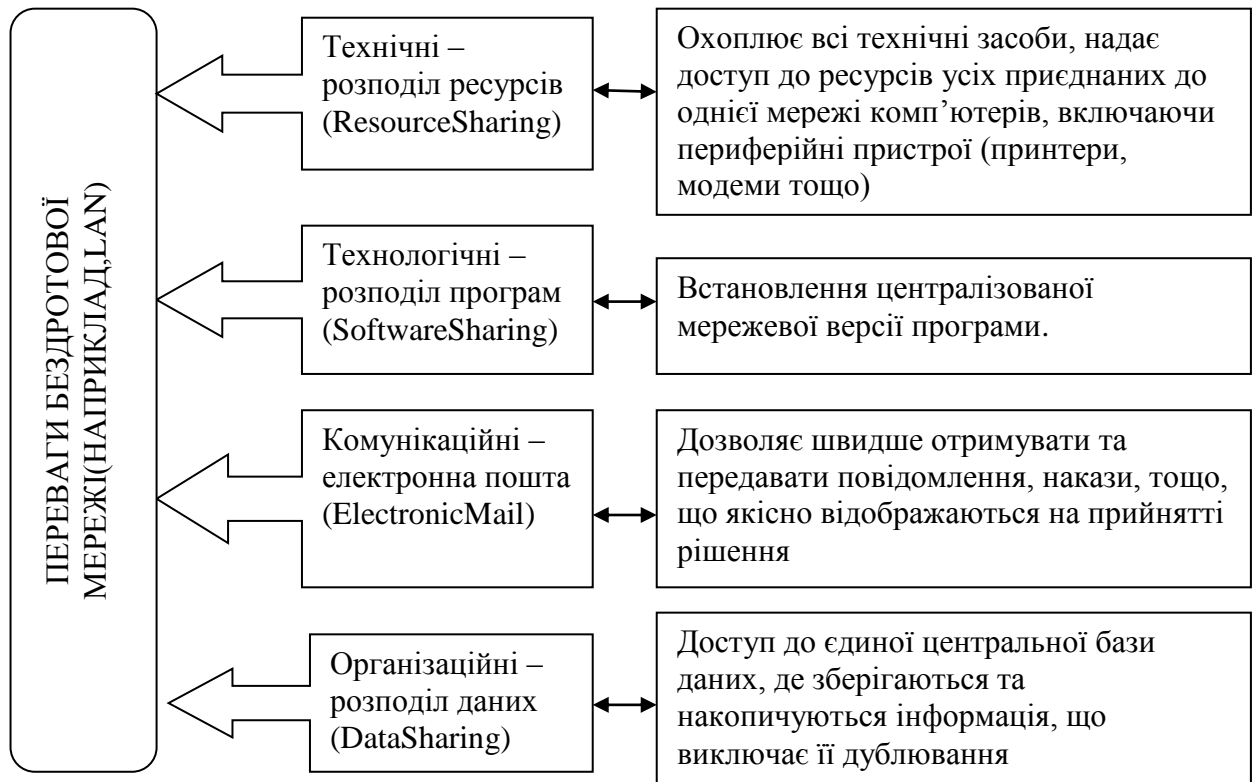 ПЕРЕВАГИ БЕЗДРОТОВОЇ
МЕРЕЖІ(НАПРИКЛАД,LAN)
Технічні –
розподіл ресурсів
(ResourceSharing)
Охоплює всі технічні засоби, надає
доступ до ресурсів усіх приєднаних до
однієї мережі комп’ютерів, включаючи
периферійні пристрої (принтери,
модеми тощо)
Технологічні –
розподіл програм
(SoftwareSharing)
Встановлення централізованої
мережевої версії програми.
Комунікаційні –
електронна пошта
(ElectronicMail)
Дозволяє швидше отримувати та
передавати повідомлення, накази, тощо,
що якісно відображаються на прийнятті
рішення
Організаційні –
розподіл даних
(DataSharing)
Доступ до єдиної центральної бази
даних, де зберігаються та
накопичуються інформація, що
виключає її дублювання